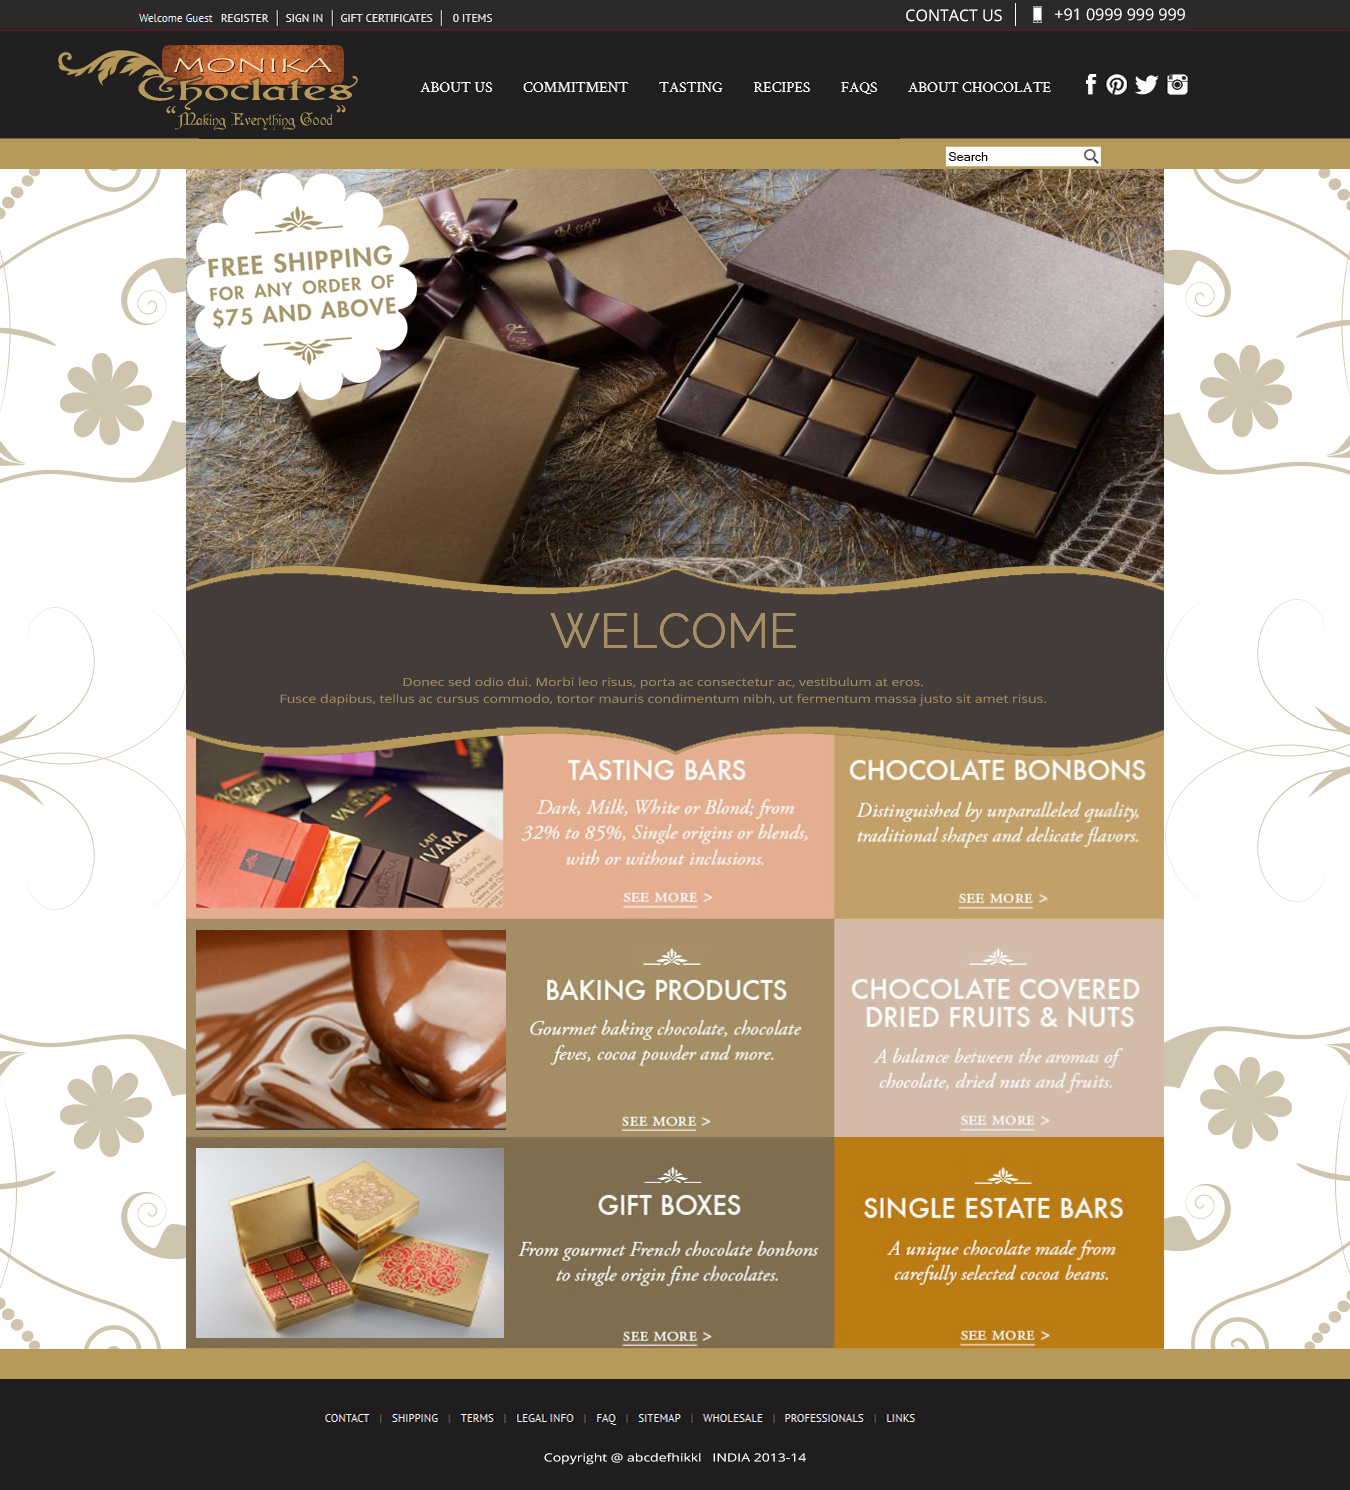 Welcome Guest REGISTER SIGN IN GIFT CERTIFICATES 0 ITEMS
CONTACT US +91 0999 999 999
MONIKA
Choclates
"Making Everything Good"
ABOUT US COMMITMENT TASTING RECIPES FAQS ABOUT CHOCOLATE
Search
FREE SHIPPING
FOR ANY ORDER OF
$75 AND ABOVE
WELCOME
Donec sed odio dui. Morbi leo risus, porta ac consectetur ac, vestibulum at eros.
Fusce dapibus, tellus ac cursus commodo, tortor mauris condimentum nibh, ut fermentum massa justo sit amet risus.
LAIT
IVARA
TASTING BARS
Dark, Milk, White or Blond; from
32% to 85%, Single origins or blends,
with or without inclusions.
SEE MORE >
CHOCOLATE BONBONS
Distinguished by unparalleled quality,
traditional shapes and delicate flavors.
SEE MORE >
BAKING PRODUCTS
Gourmet baking chocolate, chocolate
feves, cocoa powder and more.
SEE MORE >
CHOCOLATE COVERED
DRIED FRUITS & NUTS
A balance between the aromas of
chocolate, dried nuts and fruits.
SEE MORE >
GIFT BOXES
From gourmet French chocolate bonbons
to single origin fine chocolates.
SEE MORE >
SINGLE ESTATE BARS
A unique chocolate made from
carefully selected cocoa beans.
SEE MORE >
CONTACT | SHIPPING | TERMS | LEGAL INFO | FAQ | SITEMAP | WHOLESALE | PROFESSIONALS | LINKS
Copyright @ abcdefhikkl INDIA 2013-14